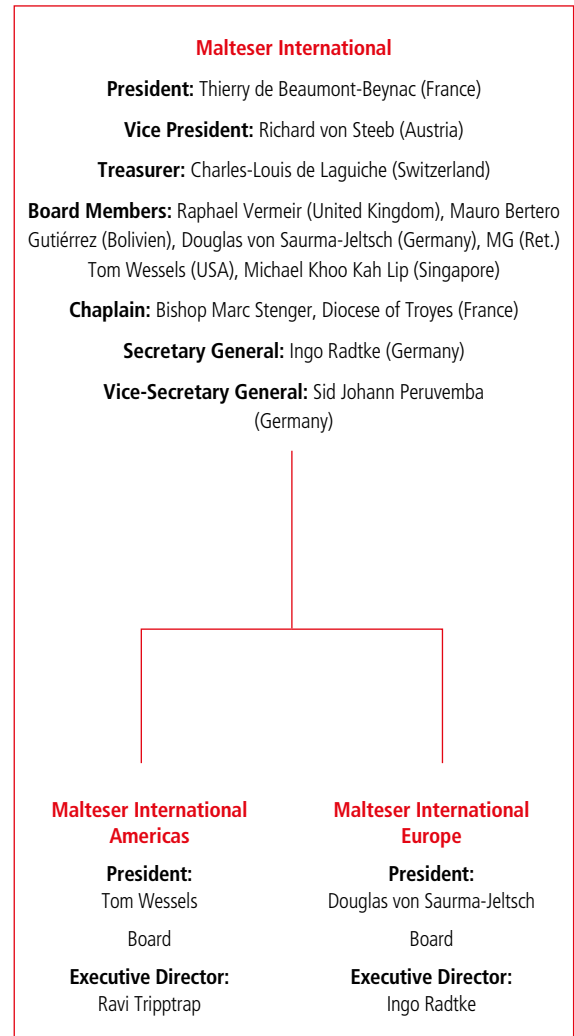 Malteser International
President: Thierry de Beaumont-Beynac (France)
Vice President: Richard von Steeb (Austria)
Treasurer: Charles-Louis de Laguiche (Switzerland)
Board Members: Raphael Vermeir (United Kingdom), Mauro Bertero
Gutiérrez (Bolivien), Douglas von Saurma-Jeltsch (Germany), MG (Ret.)
Tom Wessels (USA), Michael Khoo Kah Lip (Singapore)
Chaplain: Bishop Marc Stenger, Diocese of Troyes (France)
Secretary General: Ingo Radtke (Germany)
Vice-Secretary General: Sid Johann Peruvemba
(Germany)
Malteser International
Americas
President:
Tom Wessels
Board
Executive Director:
Ravi Tripptrap
Malteser International
Europe
President:
Douglas von Saurma-Jeltsch
Board
Executive Director:
Ingo Radtke